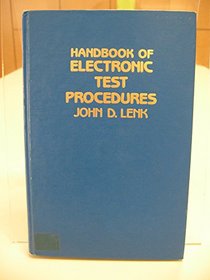 HANDBOOK OF
ELECTRONIC
TEST
PROCEDURES
JOHN D. LENK